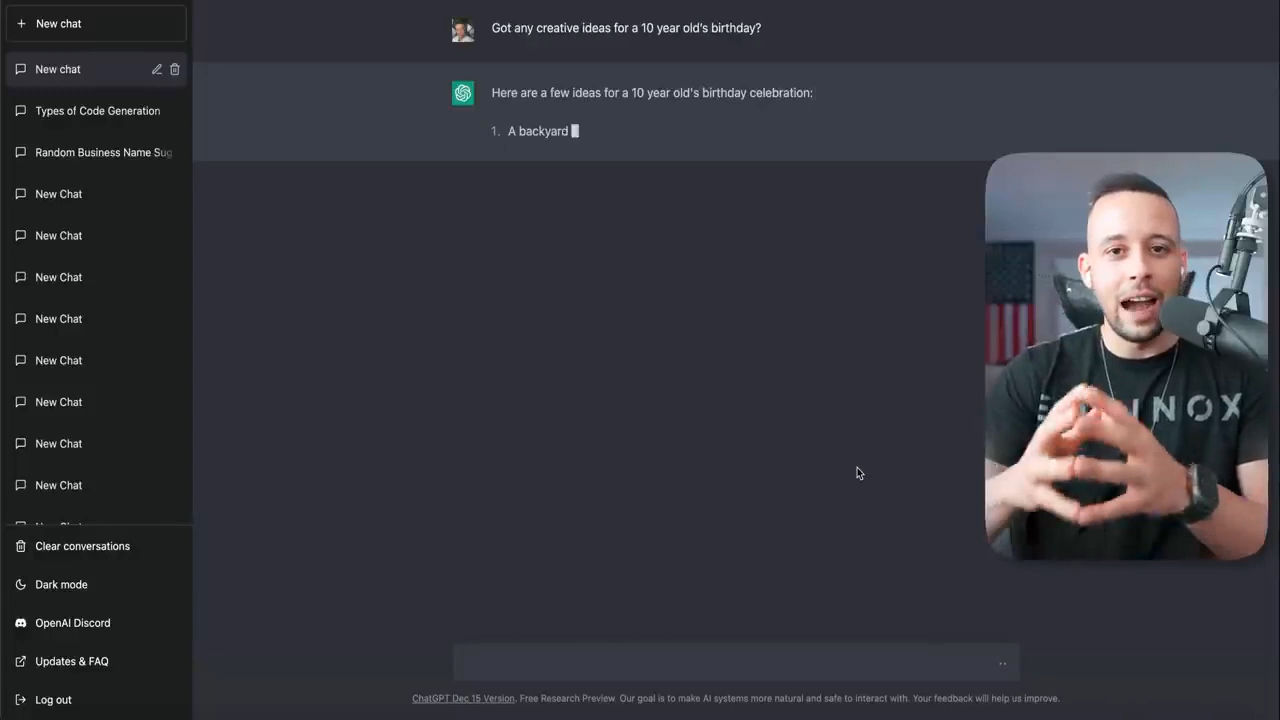 New chat
New chat
Types of Code Generation
Random Business Name Sug
New Chat
New Chat
New Chat
New Chat
New Chat
New Chat
New Chat
New Chat
Clear conversations
Dark mode
OpenAI Discord
Updates & FAQ
Log out
Got any creative ideas for a 10 year old's birthday?
Here are a few ideas for a 10 year old's birthday celebration:
1. A backyard
ChatGPT Dec 15 Version. Free Research Preview. Our goal is to make AI systems more natural and safe to interact with. Your feedback will help us improve.